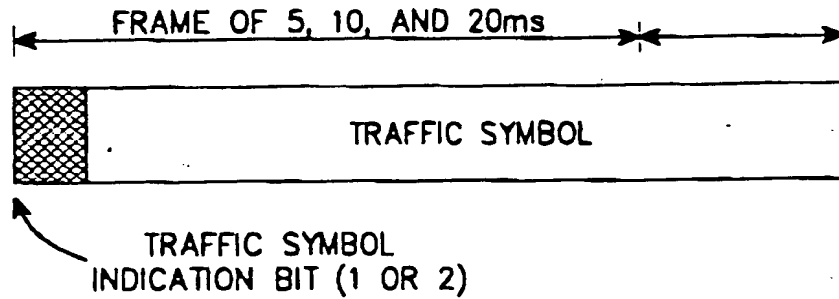 FRAME OF 5, 10, AND 20ms
TRAFFIC SYMBOL
TRAFFIC SYMBOL
INDICATION BIT (1 OR 2)